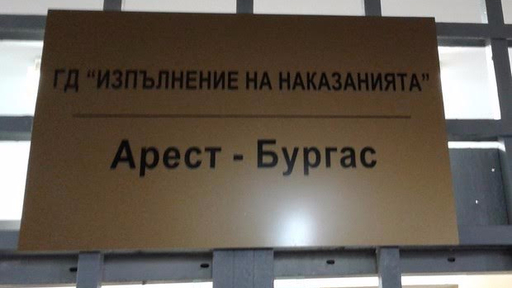 ГД "ИЗПЪЛНЕНИЕ НА НАКАЗАНИЯТА"
Арест - Бургас